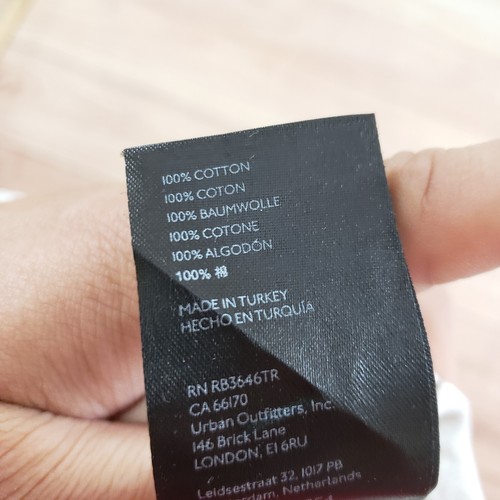 100% COTTON
100% COTON
100% BAUMWOLLE
100% COTONE
100% ALGODÓN
100% 棉
MADE IN TURKEY
HECHO EN TURQUÍA
RN RB3646TR
CA 66170
Urban Outfitters, Inc.
146 Brick Lane
LONDON, E1 6RU
Leidsestraat 32, 1017 PB
Netherlands